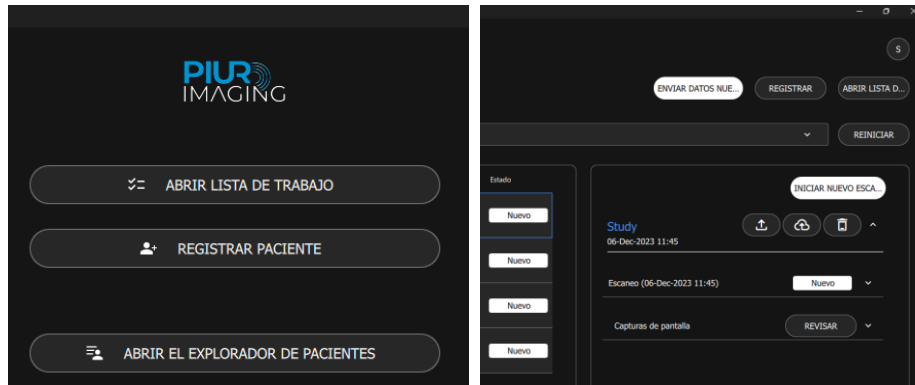 PIUR
IMAGING
ABRIR LISTA DE TRABAJO
REGISTRAR PACIENTE
ABRIR EL EXPLORADOR DE PACIENTES
S
ENVIAR DATOS NUE...
REGISTRAR
ABRIR LISTA D...
REINICIAR
Estado
Nuevo
Nuevo
Nuevo
Nuevo
INICIAR NUEVO ESCA...
Study
06-Dec-2023 11:45
Escaneo (06-Dec-2023 11:45)
Nuevo
Capturas de pantalla
REVISAR